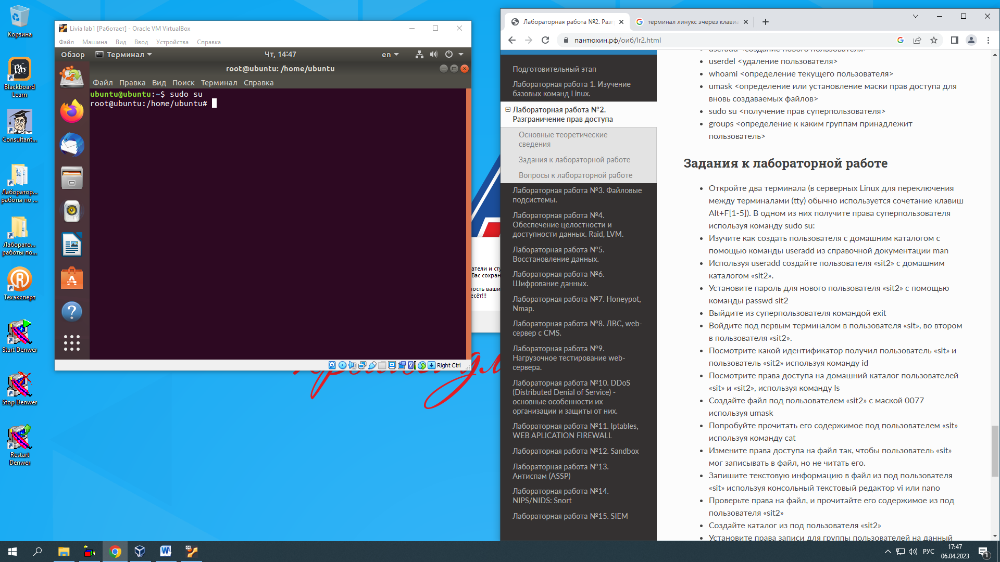 Корзина
Blackboard
Learn
Consultant...
Лаборатор...
работы по ...
Лаборато...
работы по...
Техэксперт
Start Denwer
Stop Denwer
Restart
Denwer
Livia lab1 [Работает] - Oracle VM VirtualBox
Файл Машина Вид Ввод Устройства Справка
Обзор Терминал Чт, 14:47 en
root@ubuntu: /home/ubuntu
Файл Правка Вид Поиск Терминал Справка
ubuntu@ubuntu:~$ sudo su
root@ubuntu:/home/ubuntu#
Right Ctrl
атели и сту
Вас сохран
ность ваши
есёт!!!
Лабораторная работа №2. Разг
терминал линукс эчерез клавиа
пантюхин.рф/оиб/lr2.html
Подготовительный этап
Лабораторная работа 1. Изучение
базовых команд Linux.
Лабораторная работа №2.
Разграничение прав доступа
Основные теоретические
сведения
Задания к лабораторной работе
Вопросы к лабораторной работе
Лабораторная работа №3. Файловые
подсистемы.
Лабораторная работа №4.
Обеспечение целостности и
доступности данных. Raid, LVM.
Лабораторная работа №5.
Восстановление данных.
Лабораторная работа №6.
Шифрование данных.
Лабораторная работа №7. Honeypot,
Nmap.
Лабораторная работа №8. ЛВС, web-
сервер с CMS.
Лабораторная работа №9.
Нагрузочное тестирование web-
сервера.
Лабораторная работа №10. DDoS
(Distributed Denial of Service) -
основные особенности их
организации и защиты от них.
Лабораторная работа №11. Iptables,
WEB APLICATION FIREWALL
Лабораторная работа №12. Sandbox
Лабораторная работа №13.
Антиспам (ASSP)
Лабораторная работа №14.
NIPS/NIDS: Snort
Лабораторная работа №15. SIEM
useradd <создание нового пользователя>
userdel <удаление пользователя>
whoami <определение текущего пользователя>
umask <определение или установление маски прав доступа для
вновь создаваемых файлов>
sudo su <получение прав суперпользователя>
groups <определение к каким группам принадлежит
пользователь>
Задания к лабораторной работе
Откройте два терминала (в серверных Linux для переключения
между терминалами (tty) обычно используется сочетание клавиш
Alt+F[1-5]). В одном из них получите права суперпользователя
используя команду sudo su:
Изучите как создать пользователя с домашним каталогом с
помощью команды useradd из справочной документации man
Используя useradd создайте пользователя «sit2» с домашним
каталогом «sit2».
Установите пароль для нового пользователя «sit2» с помощью
команды passwd sit2
Выйдите из суперпользователя командой exit
Войдите под первым терминалом в пользователя «sit», во втором
в пользователя «sit2».
Посмотрите какой идентификатор получил пользователь «sit» и
пользователь «sit2» используя команду id
Посмотрите права доступа на домашний каталог пользователей
«sit» и «sit2», используя команду ls
Создайте файл под пользователем «sit2» с маской 0077
используя umask
Попробуйте прочитать его содержимое под пользователем «sit»
используя команду cat
Измените права доступа на файл так, чтобы пользователь «sit»
мог записывать в файл, но не читать его.
Запишите текстовую информацию в файл из под пользователя
«sit» используя консольный текстовый редактор vi или nano
Проверьте права на файл, и прочитайте его содержимое из под
пользователя «sit2»
Создайте каталог из под пользователя «sit2»
Установите права записи для группы пользователей на данный
РУС
17:47
06.04.2023
1